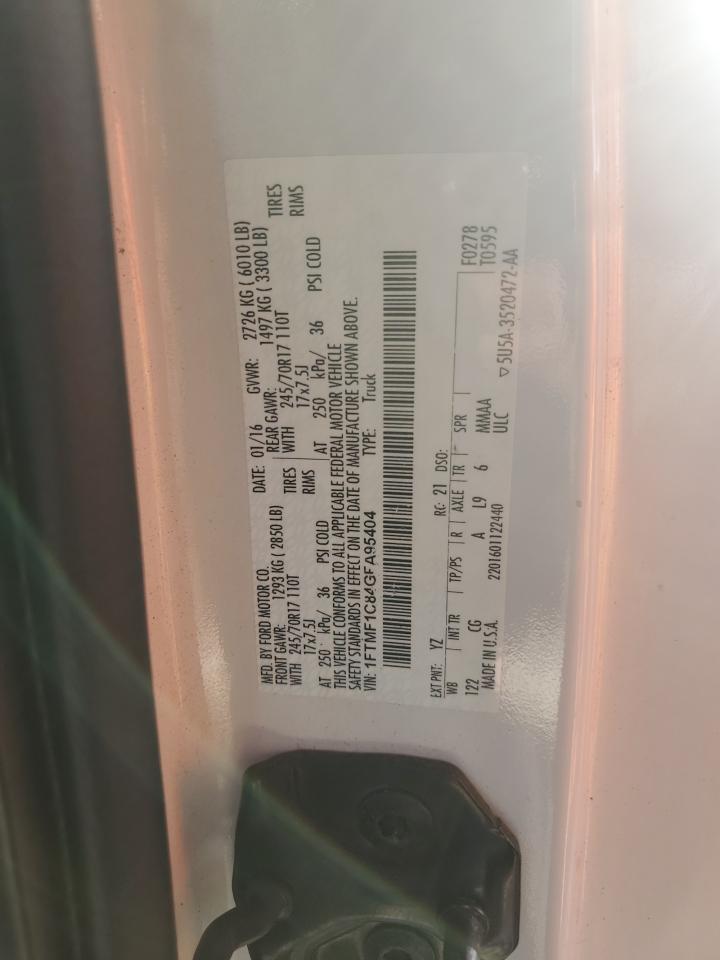 MFD. BY FORD MOTOR CO. DATE: 01/16 GVWR: 2726 KG ( 6010 LB)
FRONT GAWR: 1293 KG ( 2850 LB) REAR GAWR: 1497 KG ( 3300 LB)
WITH 245/70R17 110T TIRES WITH 245/70R17 110T TIRES
17x7.5J RIMS 17x7.5J RIMS
AT 250 kPa/ 36 PSI COLD AT 250 kPa/ 36 PSI COLD
THIS VEHICLE CONFORMS TO ALL APPLICABLE FEDERAL MOTOR VEHICLE
SAFETY STANDARDS IN EFFECT ON THE DATE OF MANUFACTURE SHOWN ABOVE.
VIN: 1FTMF1C84GFA95404 TYPE: Truck
EXT PNT: YZ RC: 21 DSO: F0278
T0595
WB INT TR TP/PS R AXLE TR SPR
122 CG A L9 6 MMAA
ULC
MADE IN U.S.A. 2201601122440 ▽5U5A-3520472-AA